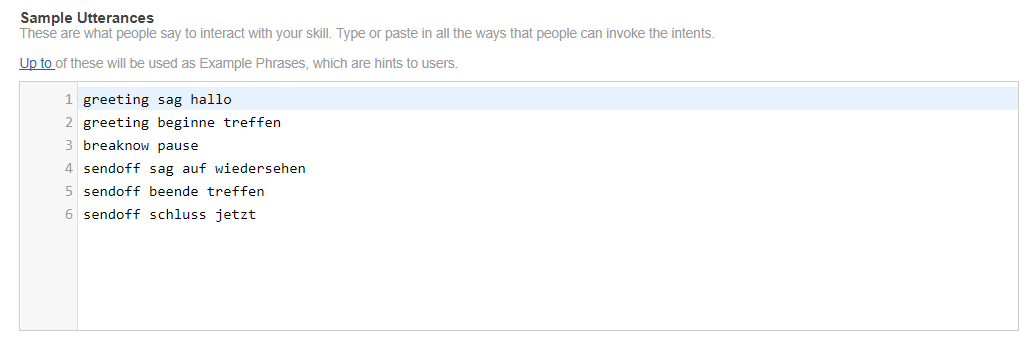 Sample Utterances
These are what people say to interact with your skill. Type or paste in all the ways that people can invoke the intents.
Up to of these will be used as Example Phrases, which are hints to users.
1 greeting sag hallo
2 greeting beginne treffen
3 breaknow pause
4 sendoff sag auf wiedersehen
5 sendoff beende treffen
6 sendoff schluss jetzt